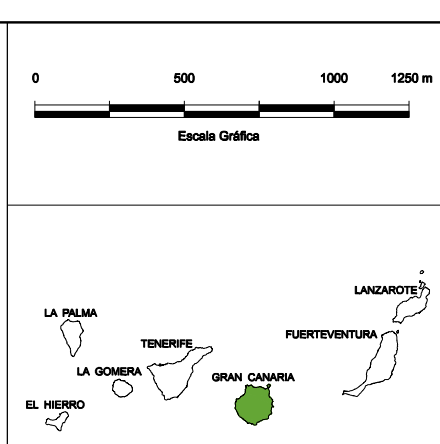 0 500 1000 1250 m
Escala Gráfica
LANZAROTE
LA PALMA
FUERTEVENTURA
TENERIFE
LA GOMERA
GRAN CANARIA
EL HIERRO